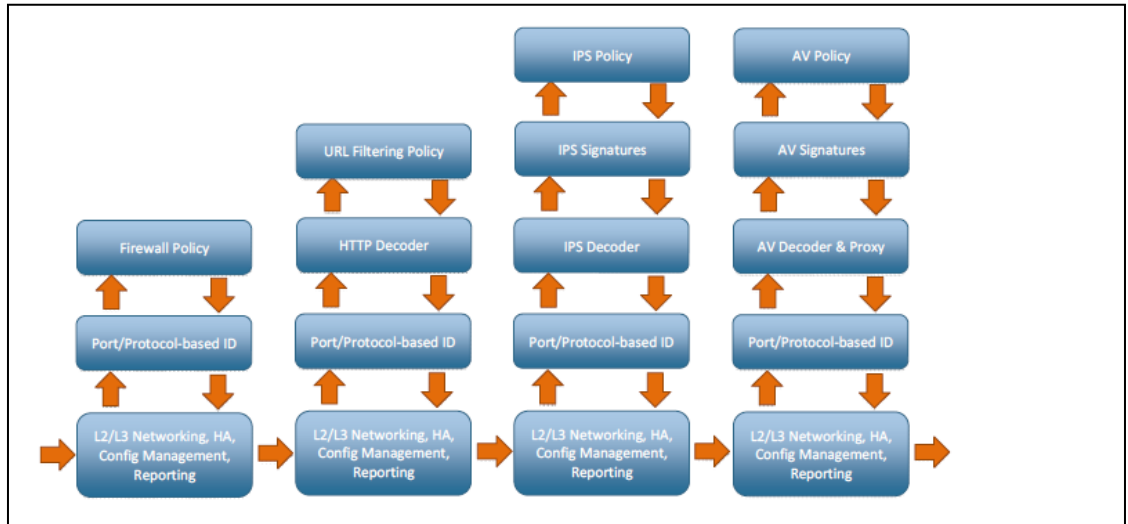 IPS Policy
AV Policy
URL Filtering Policy
IPS Signatures
AV Signatures
Firewall Policy
HTTP Decoder
IPS Decoder
AV Decoder & Proxy
Port/Protocol-based ID
Port/Protocol-based ID
Port/Protocol-based ID
Port/Protocol-based ID
L2/L3 Networking, HA,
Config Management,
Reporting
L2/L3 Networking, HA,
Config Management,
Reporting
L2/L3 Networking, HA,
Config Management,
Reporting
L2/L3 Networking, HA,
Config Management,
Reporting